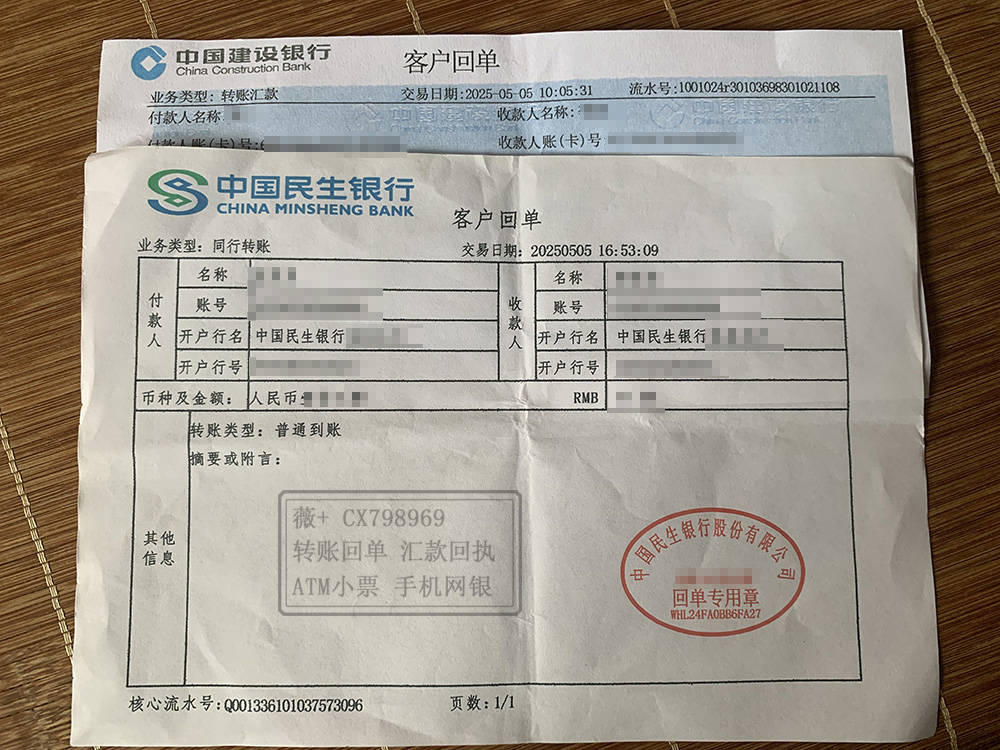 中国建设银行
China Construction Bank
客户回单
业务类型: 转账汇款 交易日期:2025-05-05 10:05:31 流水号:1001024r30103698301021108
付款人名称 收款人名称:
付款人账(卡)号: 收款人账(卡)号
中国民生银行
CHINA MINSHENG BANK
客户回单
业务类型: 同行转账 交易日期: 20250505 16:53:09
付款人 名称 收款人 名称
账号 账号
开户行名 中国民生银行 开户行名 中国民生银行
开户行号 开户行号
币种及金额: 人民币 RMB
转账类型: 普通到账
摘要或附言:
其他信息
薇+ CX798969
转账回单 汇款回执
ATM小票 手机网银
中国民生银行股份有限公司
回单专用章
WHL24FA0BB6FA27
核心流水号:Q001336101037573096 页数:1/1